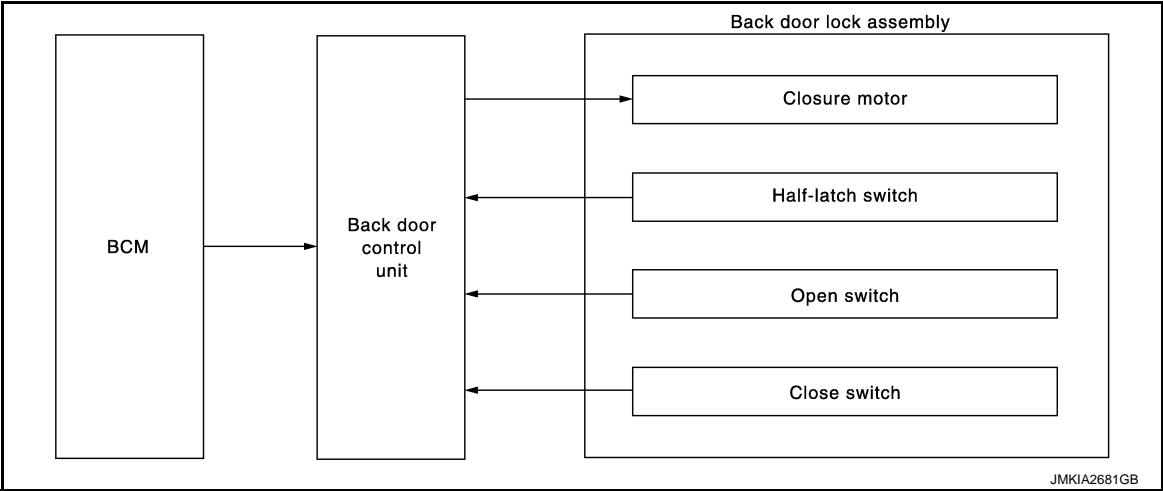 Back door lock assembly
BCM
Back door
control
unit
Closure motor
Half-latch switch
Open switch
Close switch
JMKIA2681GB